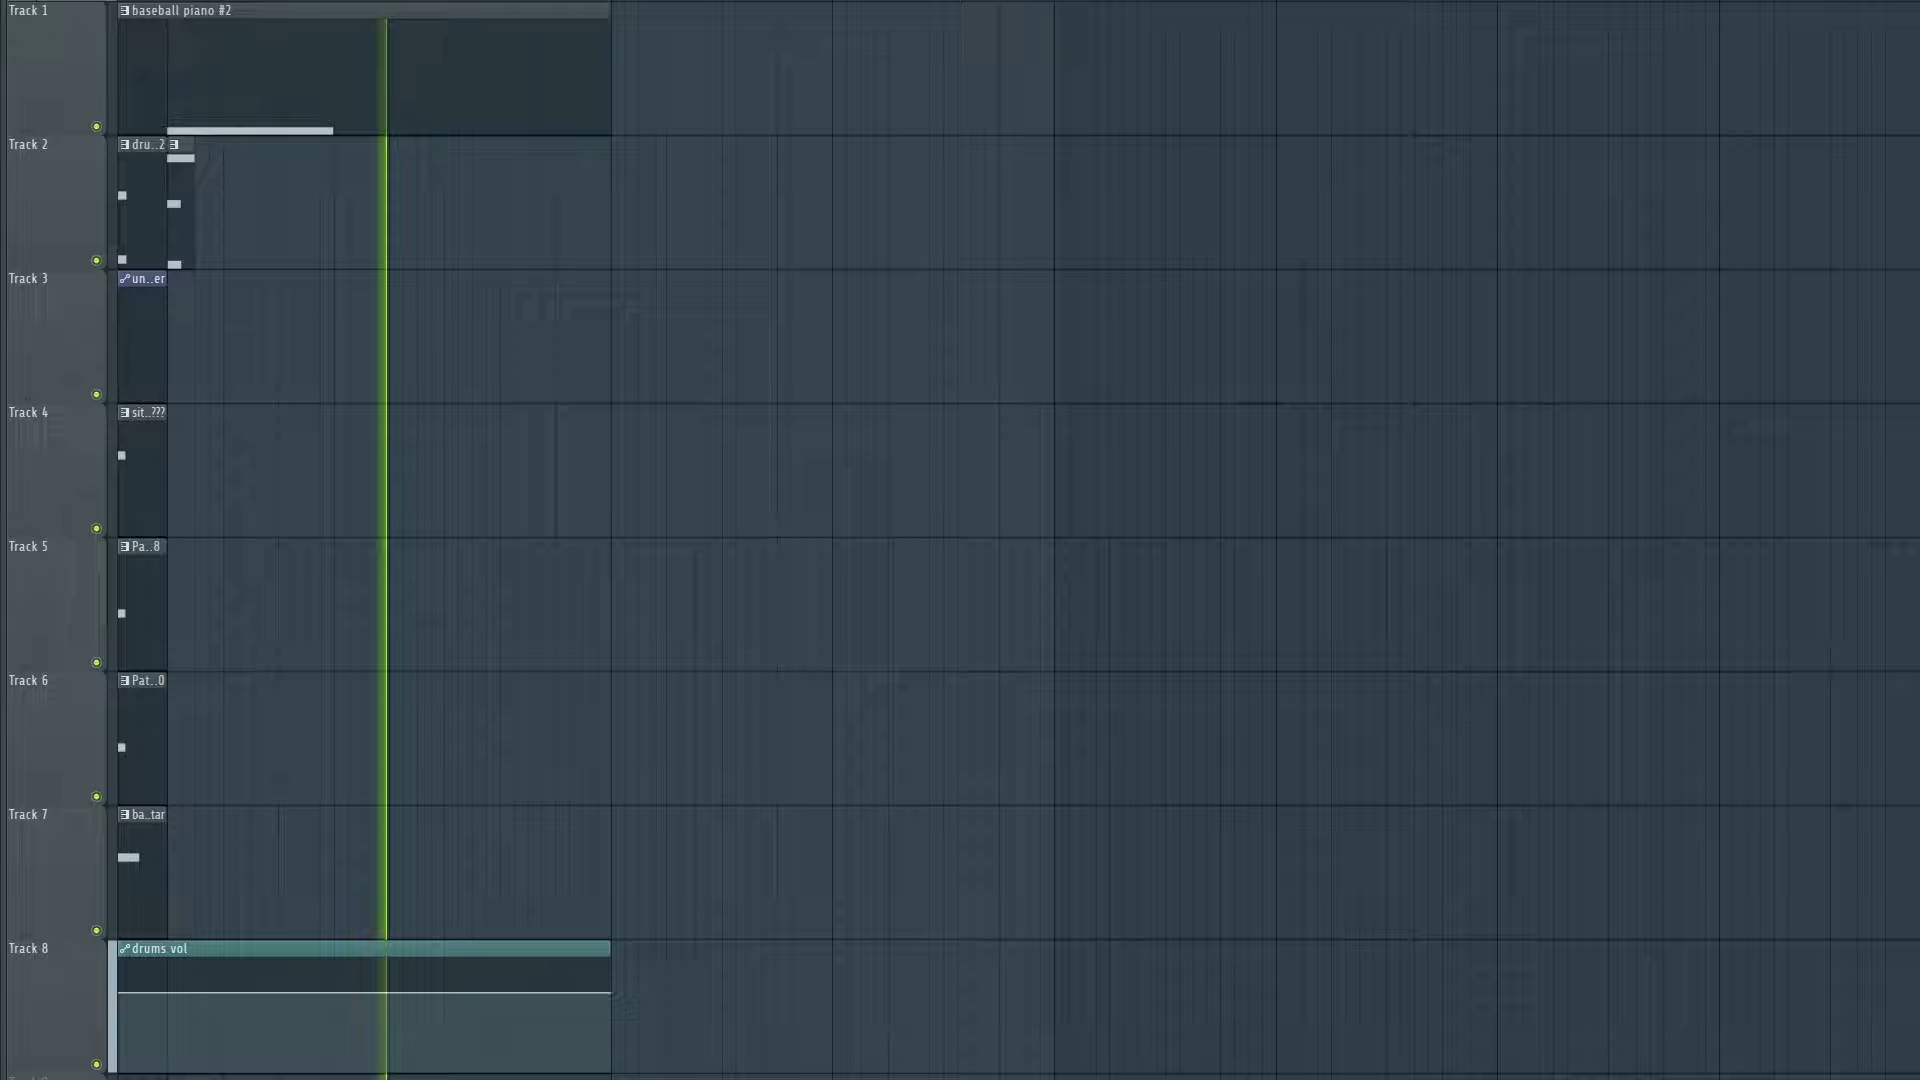 Track 1
baseball piano #2
Track 2
dru..2
Track 3
un..er
Track 4
sit..???
Track 5
Pa..8
Track 6
Pat..0
Track 7
ba..tar
Track 8
drums vol